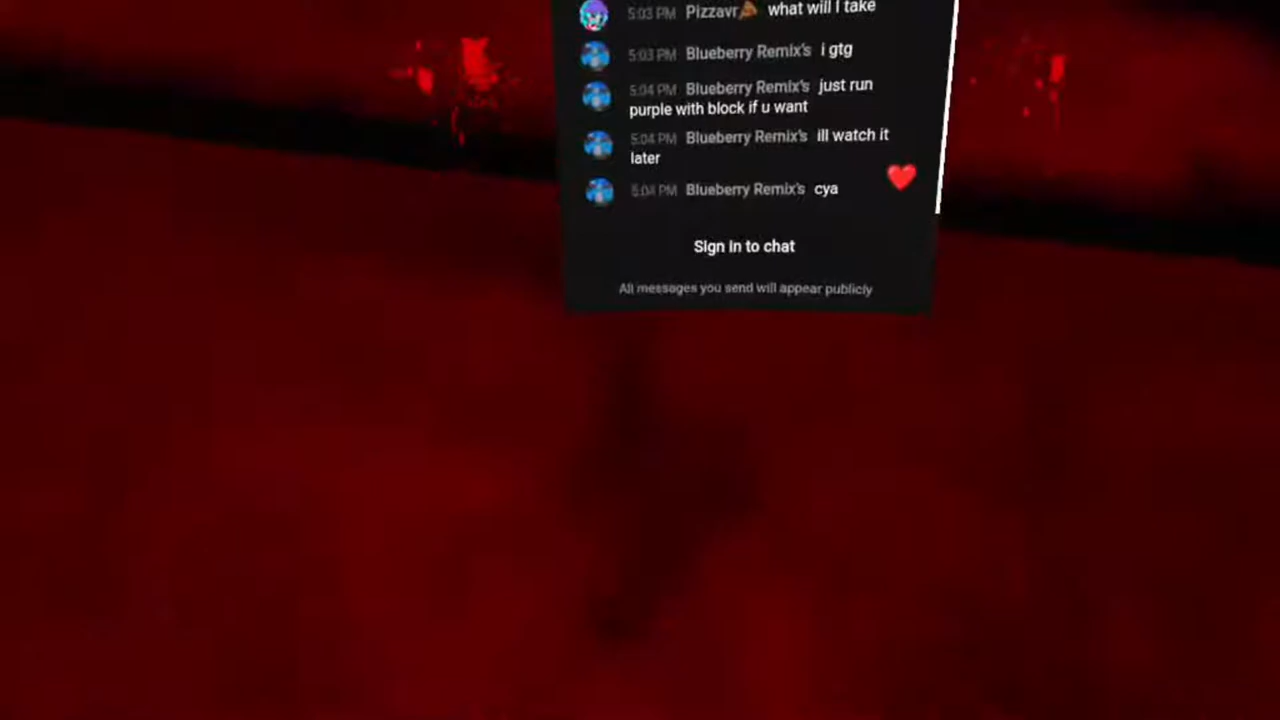 5:03 PM Pizzavr🍕 what will I take
5:03 PM Blueberry Remix's i gtg
5:04 PM Blueberry Remix's just run
purple with block if u want
5:04 PM Blueberry Remix's ill watch it
later
5:04 PM Blueberry Remix's cya
Sign in to chat
All messages you send will appear publicly